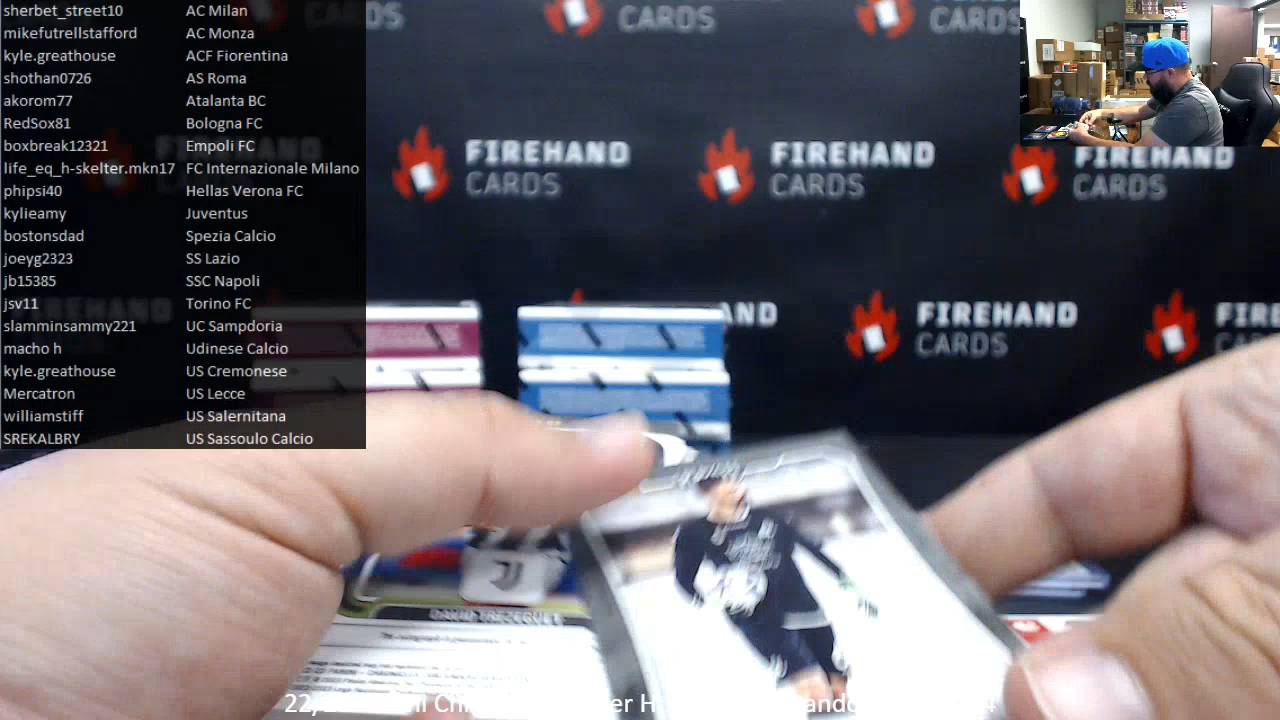 sherbet_street10 AC Milan
mikefutrellstafford AC Monza
kyle.greathouse ACF Fiorentina
shothan0726 AS Roma
akorom77 Atalanta BC
RedSox81 Bologna FC
boxbreak12321 Empoli FC
life_eq_h-skelter.mkn17 FC Internazionale Milano
phipsi40 Hellas Verona FC
kylieamy Juventus
bostonsdad Spezia Calcio
joeyg2323 SS Lazio
jb15385 SSC Napoli
jsv11 Torino FC
slamminsammy221 UC Sampdoria
macho h Udinese Calcio
kyle.greathouse US Cremonese
Mercatron US Lecce
williamstiff US Salernitana
SREKALBRY US Sassoulo Calcio
CARDS
CARDS
FIREHAND
CARDS
FIREHAND
CARDS
FIREHAND
CARDS
FIREHAND
CARDS
DAVID TREZEGUET